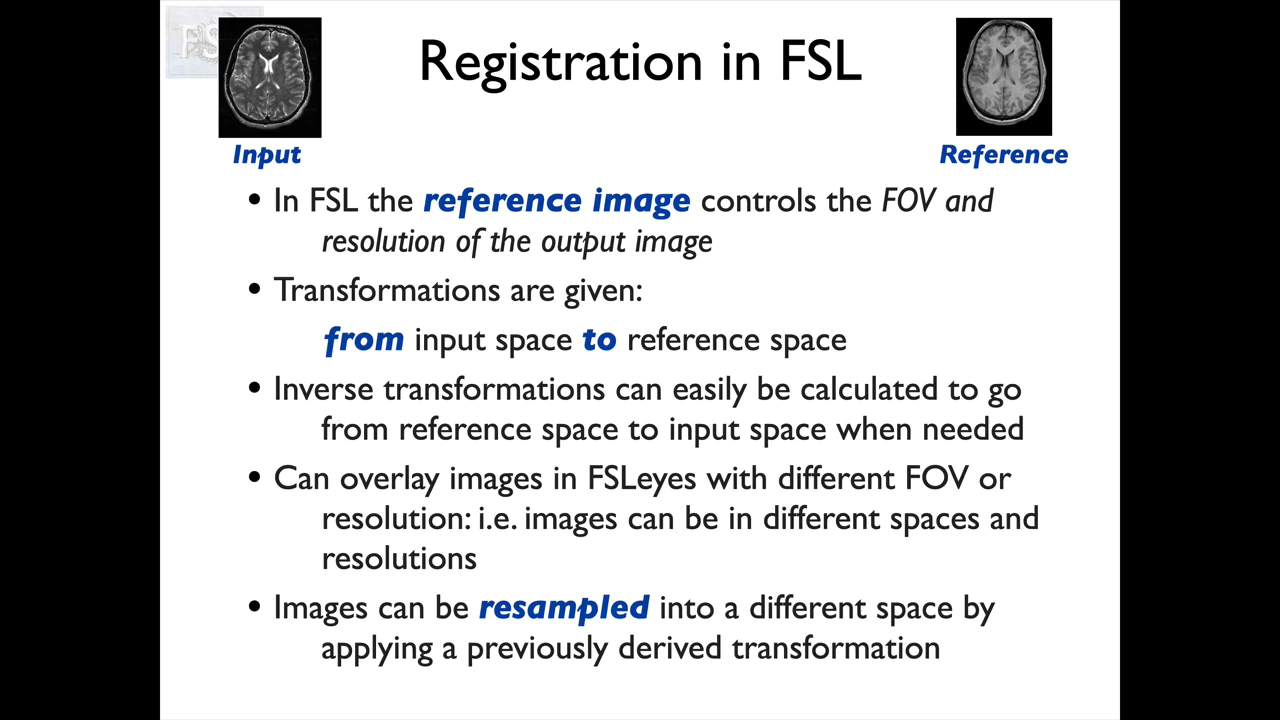 FSL
Registration in FSL
Input
Reference
• In FSL the reference image controls the FOV and
resolution of the output image
• Transformations are given:
from input space to reference space
• Inverse transformations can easily be calculated to go
from reference space to input space when needed
• Can overlay images in FSLeyes with different FOV or
resolution: i.e. images can be in different spaces and
resolutions
• Images can be resampled into a different space by
applying a previously derived transformation